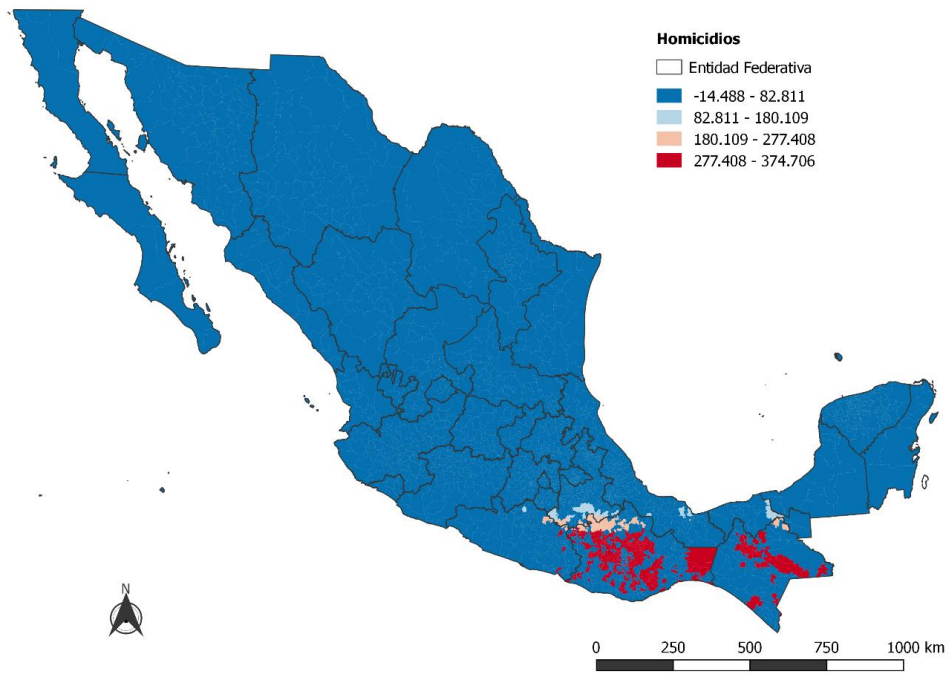 Homicidios
Entidad Federativa
-14.488 - 82.811
82.811 - 180.109
180.109 - 277.408
277.408 - 374.706
N
0 250 500 750 1000 km